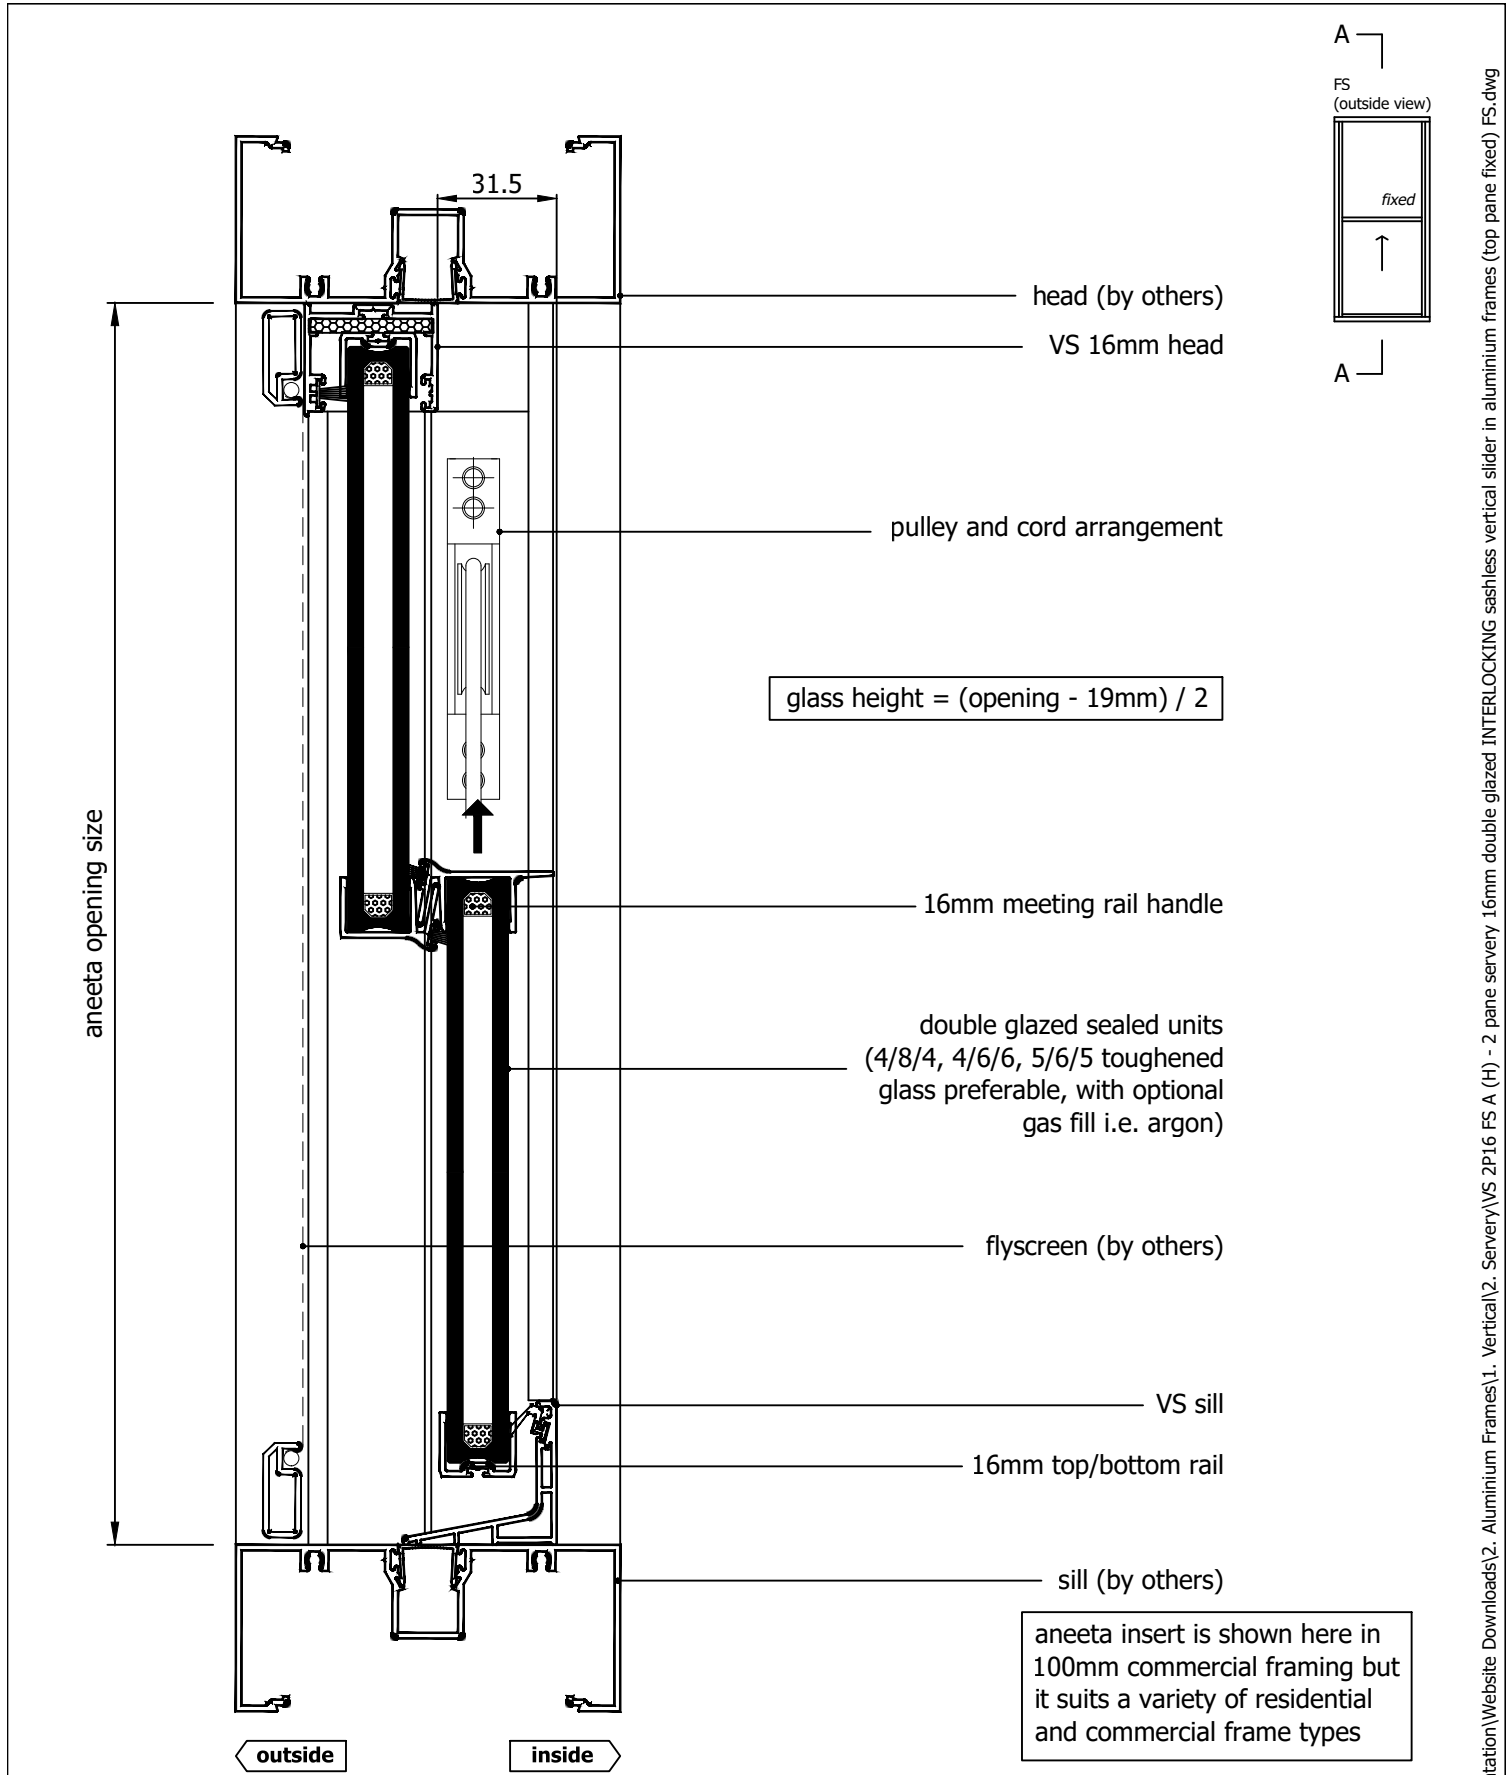 A
FS
(outside view)
fixed
A
31.5
head (by others)
VS 16mm head
pulley and cord arrangement
glass height = (opening - 19mm) / 2
aneeta opening size
16mm meeting rail handle
double glazed sealed units
(4/8/4, 4/6/6, 5/6/5 toughened
glass preferable, with optional
gas fill i.e. argon)
flyscreen (by others)
VS sill
16mm top/bottom rail
sill (by others)
aneeta insert is shown here in
100mm commercial framing but
it suits a variety of residential
and commercial frame types
outside
inside
tation\Website Downloads\2. Aluminium Frames\1. Vertical\2. Servery\VS 2P16 FS A (H) - 2 pane servery 16mm double glazed INTERLOCKING sashless vertical slider in aluminium frames (top pane fixed) FS.dwg